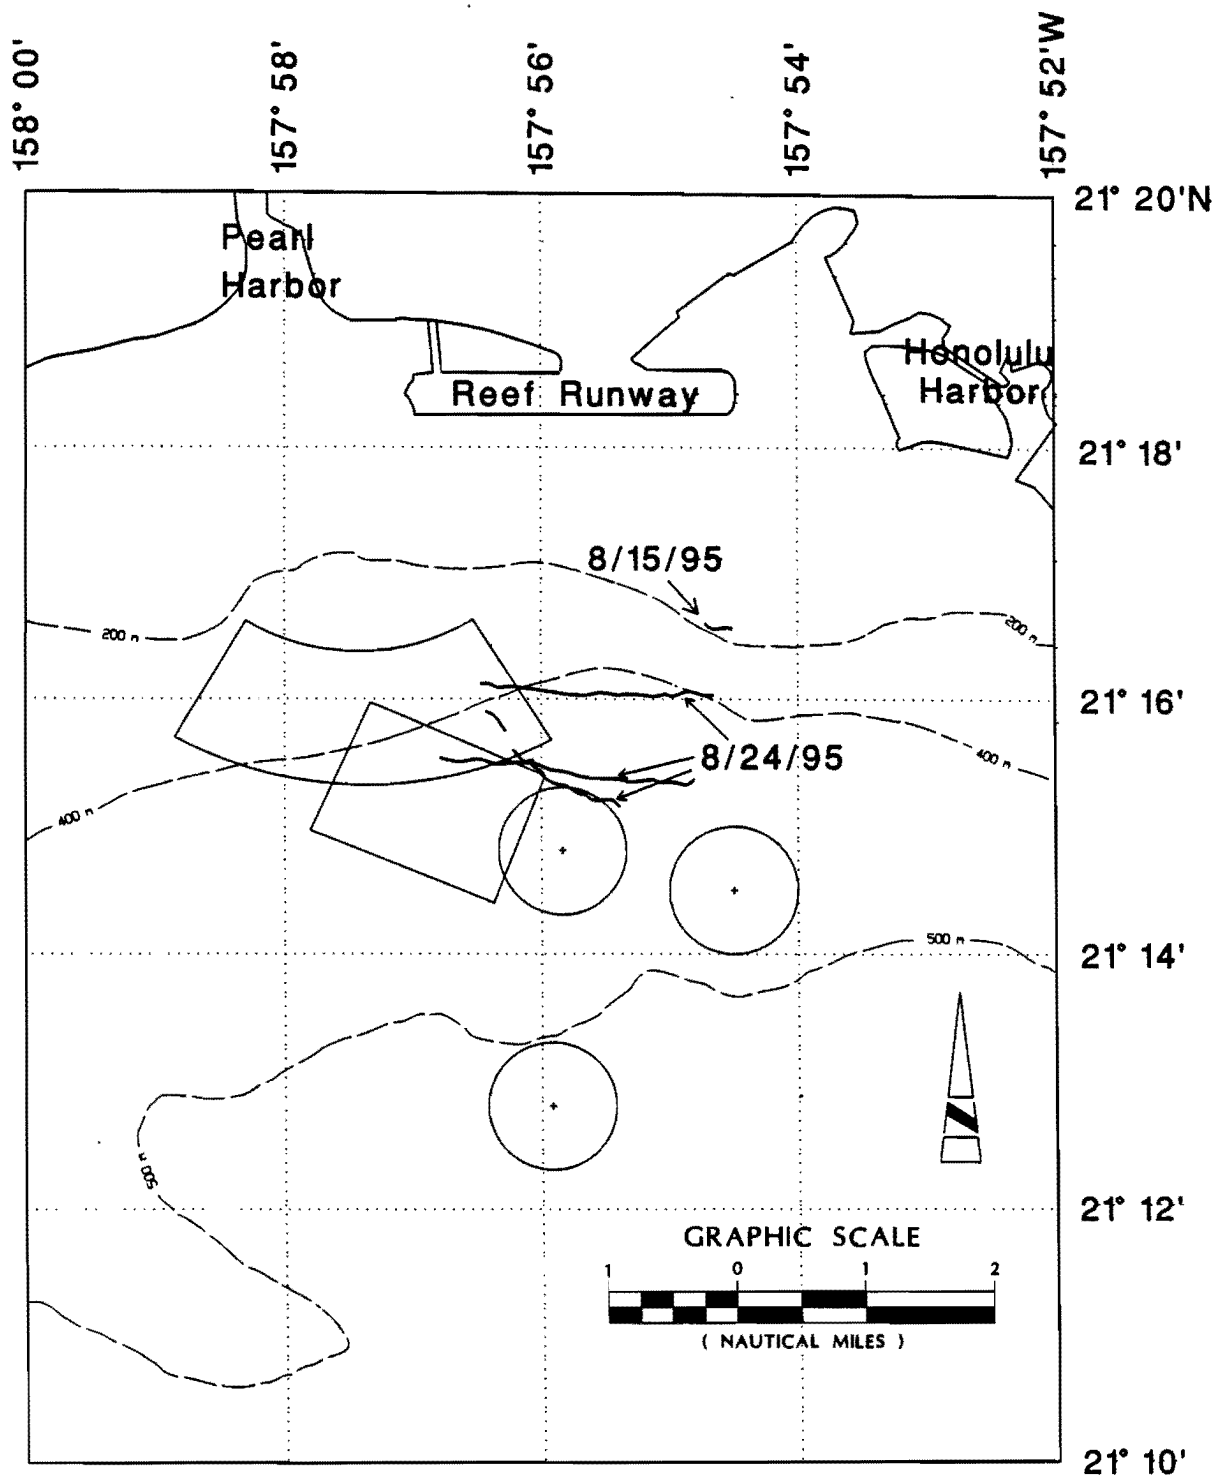 158° 00'
157° 58'
157° 56'
157° 54'
157° 52'W
21° 20'N
Pearl
Harbor
Honolulu
Harbor
Reef Runway
21° 18'
8/15/95
200 m
200 m
21° 16'
8/24/95
400 m
400 m
500 m
21° 14'
500 m
21° 12'
GRAPHIC SCALE
1 0 1 2
( NAUTICAL MILES )
21° 10'